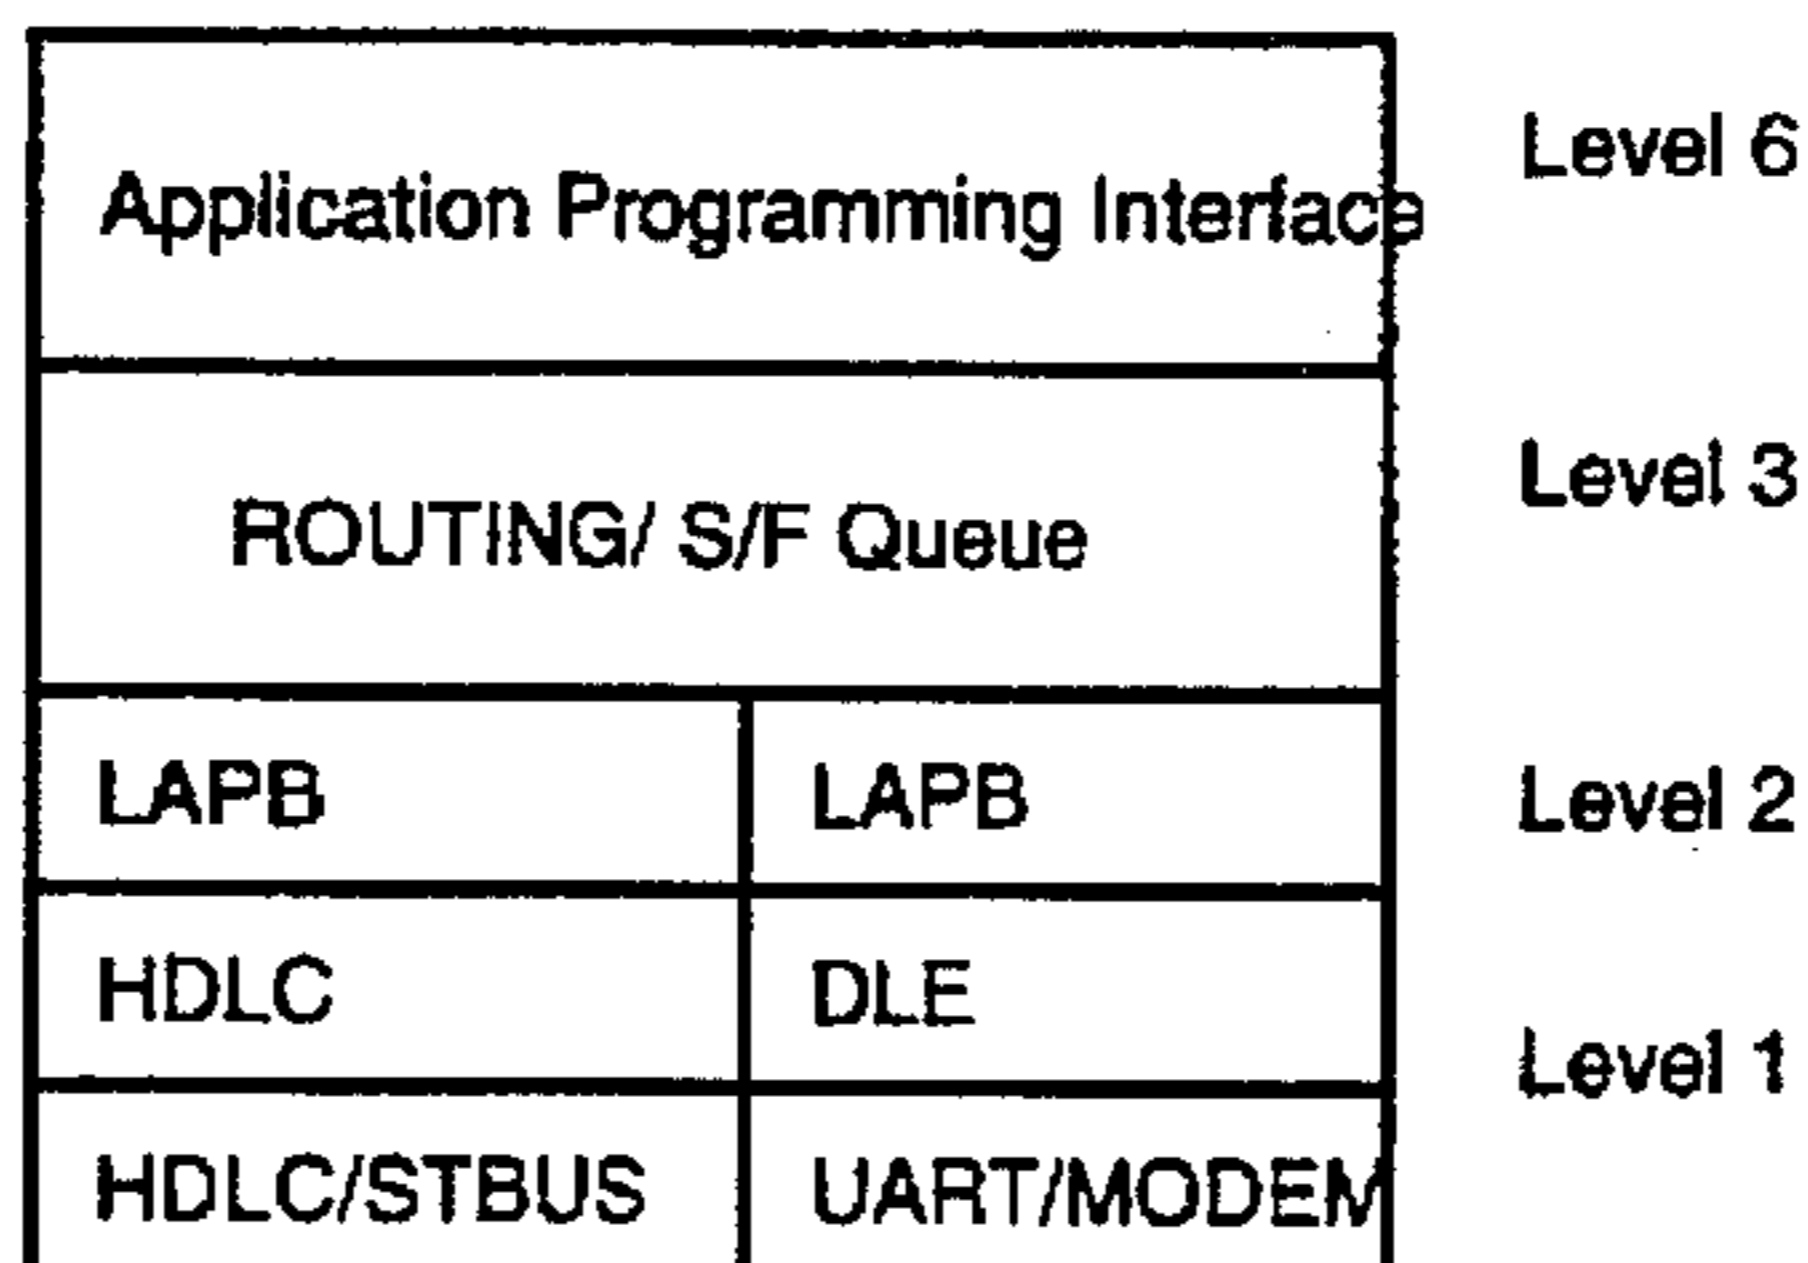 Level 6
Application Programming Interface
Level 3
ROUTING/ S/F Queue
LAPB LAPB Level 2
HDLC DLE
Level 1
HDLC/STBUS UART/MODEM